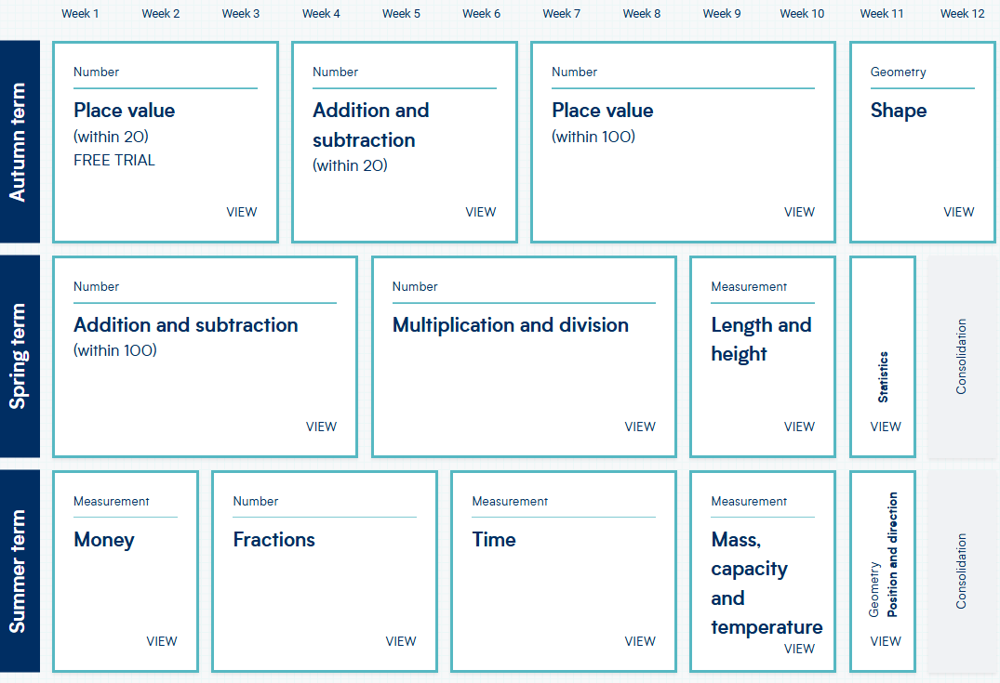 Week 1 Week 2 Week 3 Week 4 Week 5 Week 6 Week 7 Week 8 Week 9 Week 10 Week 11 Week 12
Autumn term
Number
Place value
(within 20)
FREE TRIAL
VIEW
Number
Addition and
subtraction
(within 20)
VIEW
Number
Place value
(within 100)
VIEW
Geometry
Shape
VIEW
Spring term
Number
Addition and subtraction
(within 100)
VIEW
Number
Multiplication and division
VIEW
Measurement
Length and
height
VIEW
Statistics
VIEW
Consolidation
Summer term
Measurement
Money
VIEW
Number
Fractions
VIEW
Measurement
Time
VIEW
Measurement
Mass,
capacity
and
temperature
VIEW
Geometry
Position and direction
VIEW
Consolidation